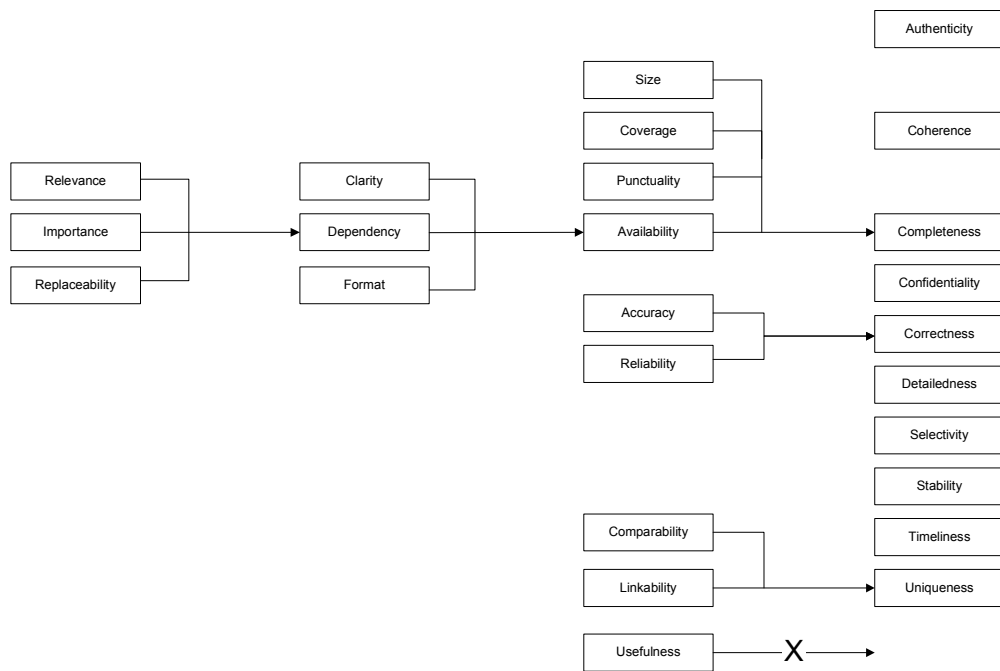 Authenticity
Size
Coverage
Coherence
Relevance
Clarity
Punctuality
Importance
Dependency
Availability
Completeness
Replaceability
Format
Confidentiality
Accuracy
Correctness
Reliability
Detailedness
Selectivity
Stability
Comparability
Timeliness
Linkability
Uniqueness
Usefulness
X